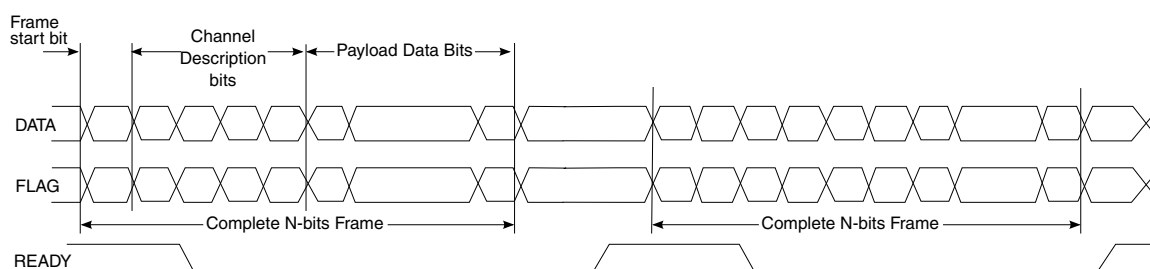 Frame
start bit
Channel
Description
bits
Payload Data Bits
DATA
FLAG
Complete N-bits Frame
Complete N-bits Frame
READY